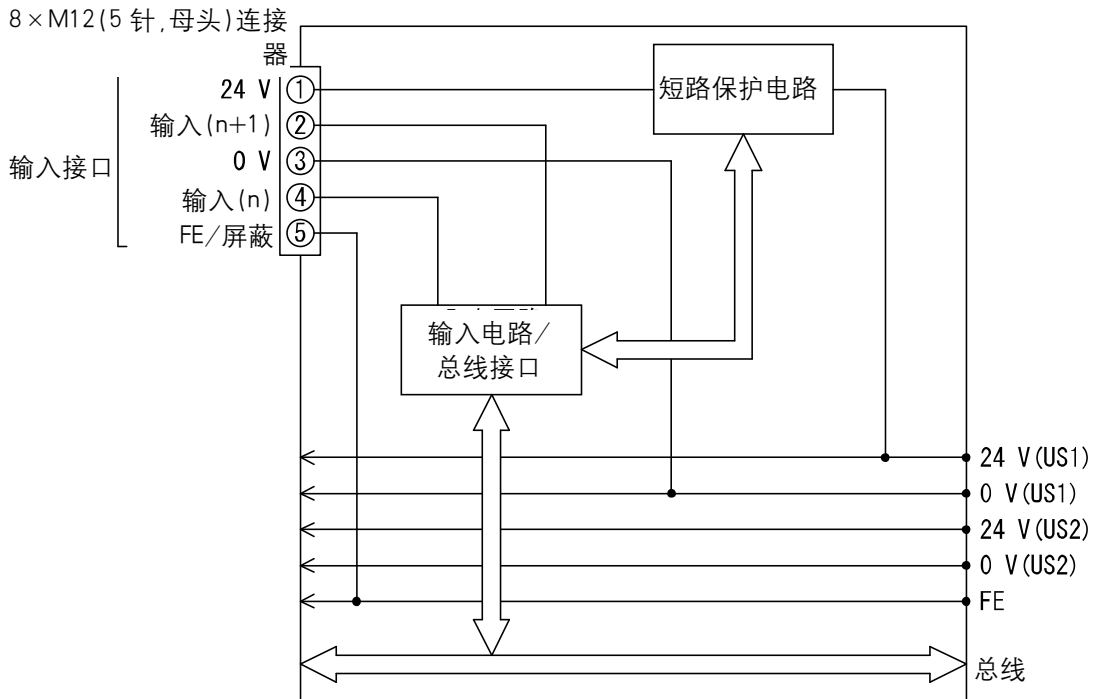 8×M12(5 针,母头)连接
器
24 V ①
短路保护电路
输入(n+1) ②
0 V ③
输入接口
输入(n) ④
FE/屏蔽 ⑤
输入电路/
总线接口
24 V(US1)
0 V(US1)
24 V(US2)
0 V(US2)
FE
总线